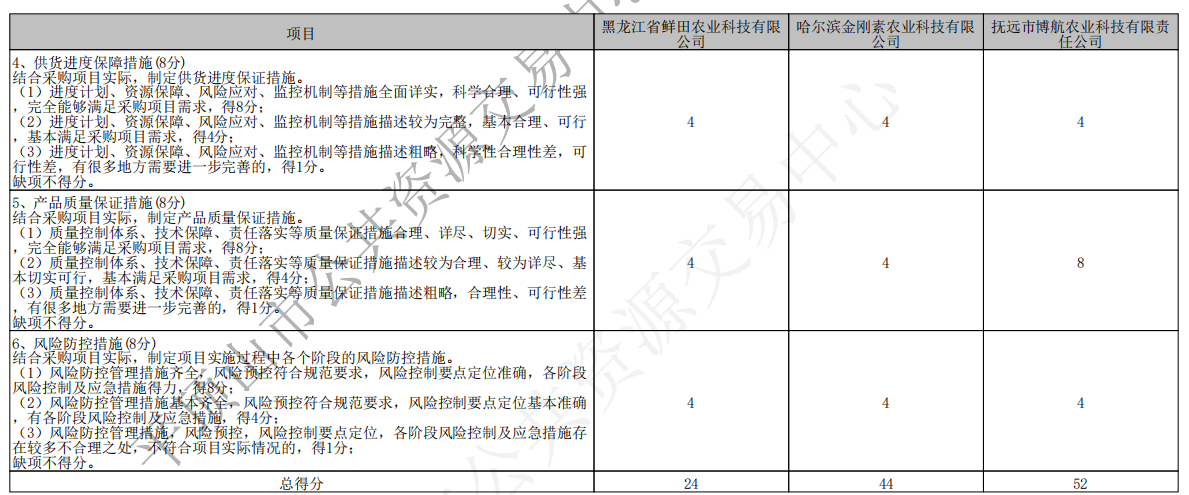 项目
黑龙江省鲜田农业科技有限
公司
哈尔滨金刚素农业科技有限
公司
抚远市博航农业科技有限责
任公司
4、供货进度保障措施(8分)
结合采购项目实际，制定供货进度保证措施。
（1）进度计划、资源保障、风险应对、监控机制等措施全面详实，科学合理、可行性强
，完全能够满足采购项目需求，得8分；
（2）进度计划、资源保障、风险应对、监控机制等措施描述较为完整，基本合理、可行
，基本满足采购项目需求，得4分；
（3）进度计划、资源保障、风险应对、监控机制等措施描述粗略，科学性合理性差，可
行性差，有很多地方需要进一步完善的，得1分。
缺项不得分。
4
4
4
5、产品质量保证措施(8分)
结合采购项目实际，制定产品质量保证措施。
（1）质量控制体系、技术保障、责任落实等质量保证措施合理、详尽、切实、可行性强
，完全能够满足采购项目需求，得8分；
（2）质量控制体系、技术保障、责任落实等质量保证措施描述较为合理、较为详尽、基
本切实可行，基本满足采购项目需求，得4分；
（3）质量控制体系、技术保障、责任落实等质量保证措施描述粗略，合理性、可行性差
，有很多地方需要进一步完善的，得1分。
缺项不得分。
4
4
8
6、风险防控措施(8分)
结合采购项目实际，制定项目实施过程中各个阶段的风险防控措施。
（1）风险防控管理措施齐全，风险预控符合规范要求，风险控制要点定位准确，各阶段
风险控制及应急措施得力，得8分；
（2）风险防控管理措施基本齐全，风险预控符合规范要求，风险控制要点定位基本准确
，有各阶段风险控制及应急措施，得4分；
（3）风险防控管理措施，风险预控，风险控制要点定位，各阶段风险控制及应急措施存
在较多不合理之处，不符合项目实际情况的，得1分；
缺项不得分。
4
4
4
总得分
24
44
52
平顶山市公共资源交易中心
公共资源交易中心